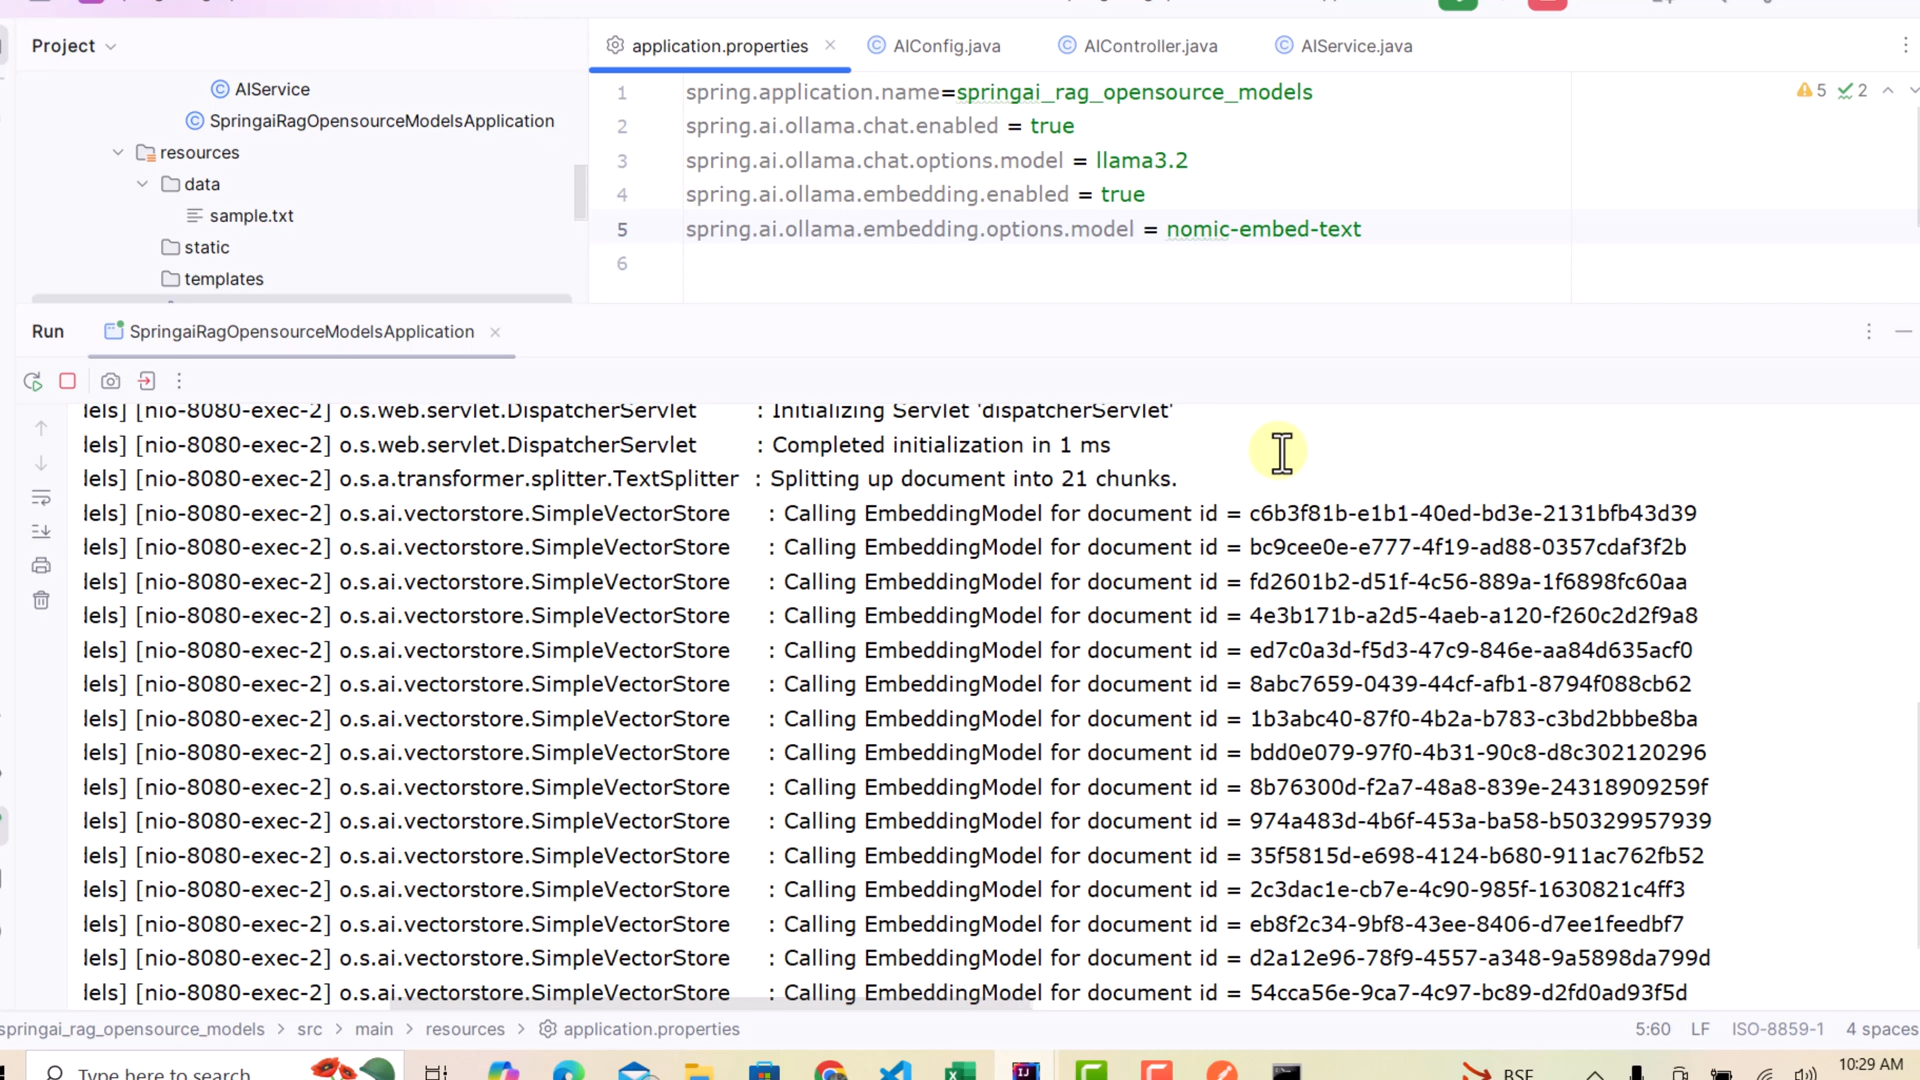 Project
application.properties
AIConfig.java
AIController.java
AIService.java
AIService
SpringaiRagOpensourceModelsApplication
resources
data
sample.txt
static
templates
1 spring.application.name=springai_rag_opensource_models
2 spring.ai.ollama.chat.enabled = true
3 spring.ai.ollama.chat.options.model = llama3.2
4 spring.ai.ollama.embedding.enabled = true
5 spring.ai.ollama.embedding.options.model = nomic-embed-text
6
5 2
Run SpringaiRagOpensourceModelsApplication
lels] [nio-8080-exec-2] o.s.web.servlet.DispatcherServlet : Initializing Servlet 'dispatcherServlet'
lels] [nio-8080-exec-2] o.s.web.servlet.DispatcherServlet : Completed initialization in 1 ms
lels] [nio-8080-exec-2] o.s.a.transformer.splitter.TextSplitter : Splitting up document into 21 chunks.
lels] [nio-8080-exec-2] o.s.ai.vectorstore.SimpleVectorStore : Calling EmbeddingModel for document id = c6b3f81b-e1b1-40ed-bd3e-2131bfb43d39
lels] [nio-8080-exec-2] o.s.ai.vectorstore.SimpleVectorStore : Calling EmbeddingModel for document id = bc9cee0e-e777-4f19-ad88-0357cdaf3f2b
lels] [nio-8080-exec-2] o.s.ai.vectorstore.SimpleVectorStore : Calling EmbeddingModel for document id = fd2601b2-d51f-4c56-889a-1f6898fc60aa
lels] [nio-8080-exec-2] o.s.ai.vectorstore.SimpleVectorStore : Calling EmbeddingModel for document id = 4e3b171b-a2d5-4aeb-a120-f260c2d2f9a8
lels] [nio-8080-exec-2] o.s.ai.vectorstore.SimpleVectorStore : Calling EmbeddingModel for document id = ed7c0a3d-f5d3-47c9-846e-aa84d635acf0
lels] [nio-8080-exec-2] o.s.ai.vectorstore.SimpleVectorStore : Calling EmbeddingModel for document id = 8abc7659-0439-44cf-afb1-8794f088cb62
lels] [nio-8080-exec-2] o.s.ai.vectorstore.SimpleVectorStore : Calling EmbeddingModel for document id = 1b3abc40-87f0-4b2a-b783-c3bd2bbbe8ba
lels] [nio-8080-exec-2] o.s.ai.vectorstore.SimpleVectorStore : Calling EmbeddingModel for document id = bdd0e079-97f0-4b31-90c8-d8c302120296
lels] [nio-8080-exec-2] o.s.ai.vectorstore.SimpleVectorStore : Calling EmbeddingModel for document id = 8b76300d-f2a7-48a8-839e-24318909259f
lels] [nio-8080-exec-2] o.s.ai.vectorstore.SimpleVectorStore : Calling EmbeddingModel for document id = 974a483d-4b6f-453a-ba58-b50329957939
lels] [nio-8080-exec-2] o.s.ai.vectorstore.SimpleVectorStore : Calling EmbeddingModel for document id = 35f5815d-e698-4124-b680-911ac762fb52
lels] [nio-8080-exec-2] o.s.ai.vectorstore.SimpleVectorStore : Calling EmbeddingModel for document id = 2c3dac1e-cb7e-4c90-985f-1630821c4ff3
lels] [nio-8080-exec-2] o.s.ai.vectorstore.SimpleVectorStore : Calling EmbeddingModel for document id = eb8f2c34-9bf8-43ee-8406-d7ee1feedbf7
lels] [nio-8080-exec-2] o.s.ai.vectorstore.SimpleVectorStore : Calling EmbeddingModel for document id = d2a12e96-78f9-4557-a348-9a5898da799d
lels] [nio-8080-exec-2] o.s.ai.vectorstore.SimpleVectorStore : Calling EmbeddingModel for document id = 54cca56e-9ca7-4c97-bc89-d2fd0ad93f5d
springai_rag_opensource_models > src > main > resources > application.properties
5:60 LF ISO-8859-1 4 spaces
Type here to search
BSE
10:29 AM